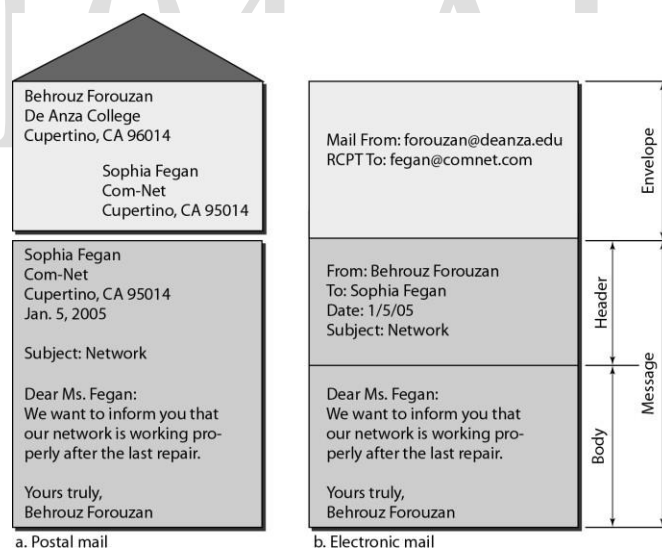 Behrouz Forouzan
De Anza College
Cupertino, CA 96014
Sophia Fegan
Com-Net
Cupertino, CA 95014
Sophia Fegan
Com-Net
Cupertino, CA 95014
Jan. 5, 2005
Subject: Network
Dear Ms. Fegan:
We want to inform you that
our network is working pro-
perly after the last repair.
Yours truly,
Behrouz Forouzan
a. Postal mail
Mail From: forouzan@deanza.edu
RCPT To: fegan@comnet.com
From: Behrouz Forouzan
To: Sophia Fegan
Date: 1/5/05
Subject: Network
Dear Ms. Fegan:
We want to inform you that
our network is working pro-
perly after the last repair.
Yours truly,
Behrouz Forouzan
b. Electronic mail
Envelope
Header
Body
Message